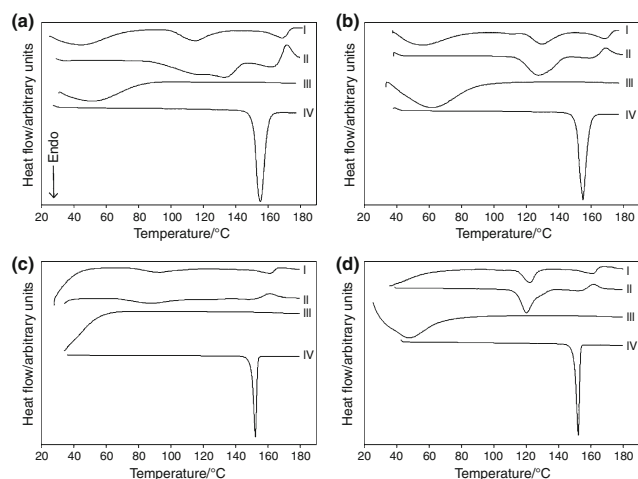 (a)
I
II
III
IV
Heat flow/arbitrary units
Endo
20 40 60 80 100 120 140 160 180
Temperature/°C
(b)
I
II
III
IV
Heat flow/arbitrary units
20 40 60 80 100 120 140 160 180
Temperature/°C
(c)
I
II
III
IV
Heat flow/arbitrary units
20 40 60 80 100 120 140 160 180
Temperature/°C
(d)
I
II
III
IV
Heat flow/arbitrary units
20 40 60 80 100 120 140 160 180
Temperature/°C